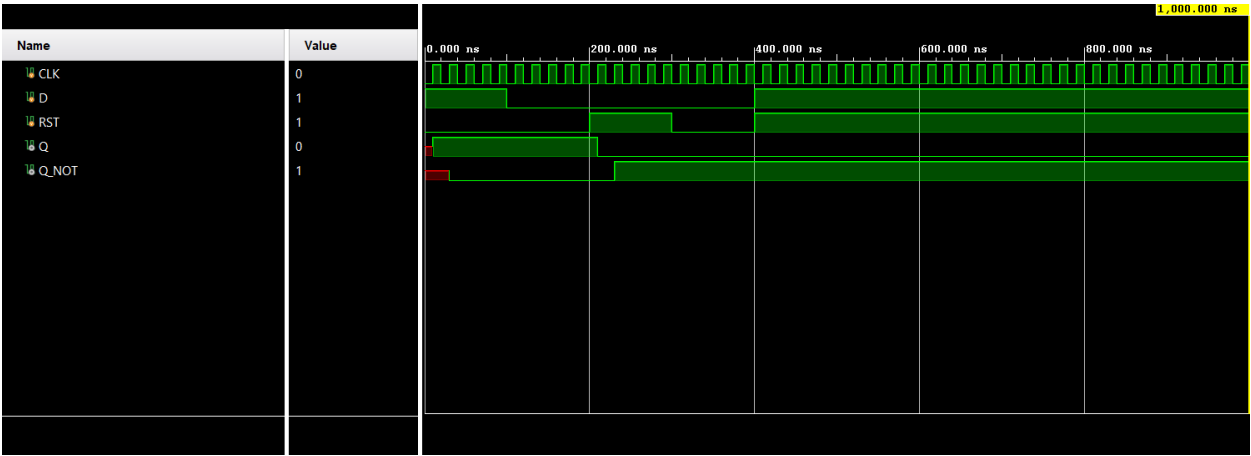 1,000.000 ns
Name Value
0.000 ns 200.000 ns 400.000 ns 600.000 ns 800.000 ns
CLK 0
D 1
RST 1
Q 0
Q_NOT 1